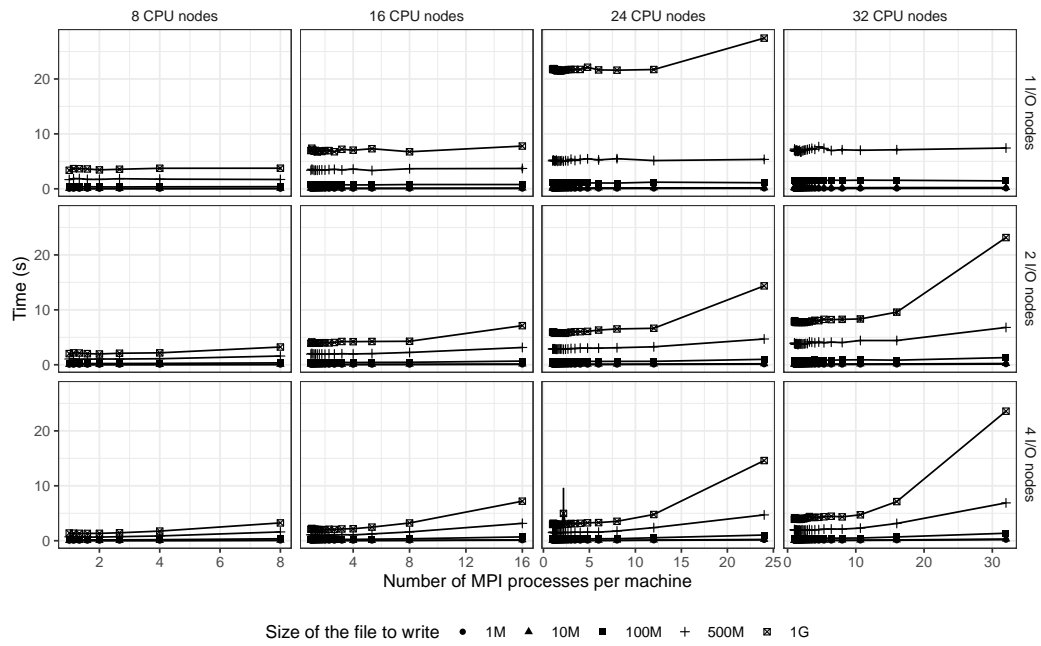 8 CPU nodes 16 CPU nodes 24 CPU nodes 32 CPU nodes
20
10
0
1 I/O nodes
20
10
0
2 I/O nodes
20
10
0
4 I/O nodes
Time (s)
2 4 6 8 4 8 12 16 0 5 10 15 20 25 0 10 20 30
Number of MPI processes per machine
Size of the file to write 1M 10M 100M 500M 1G